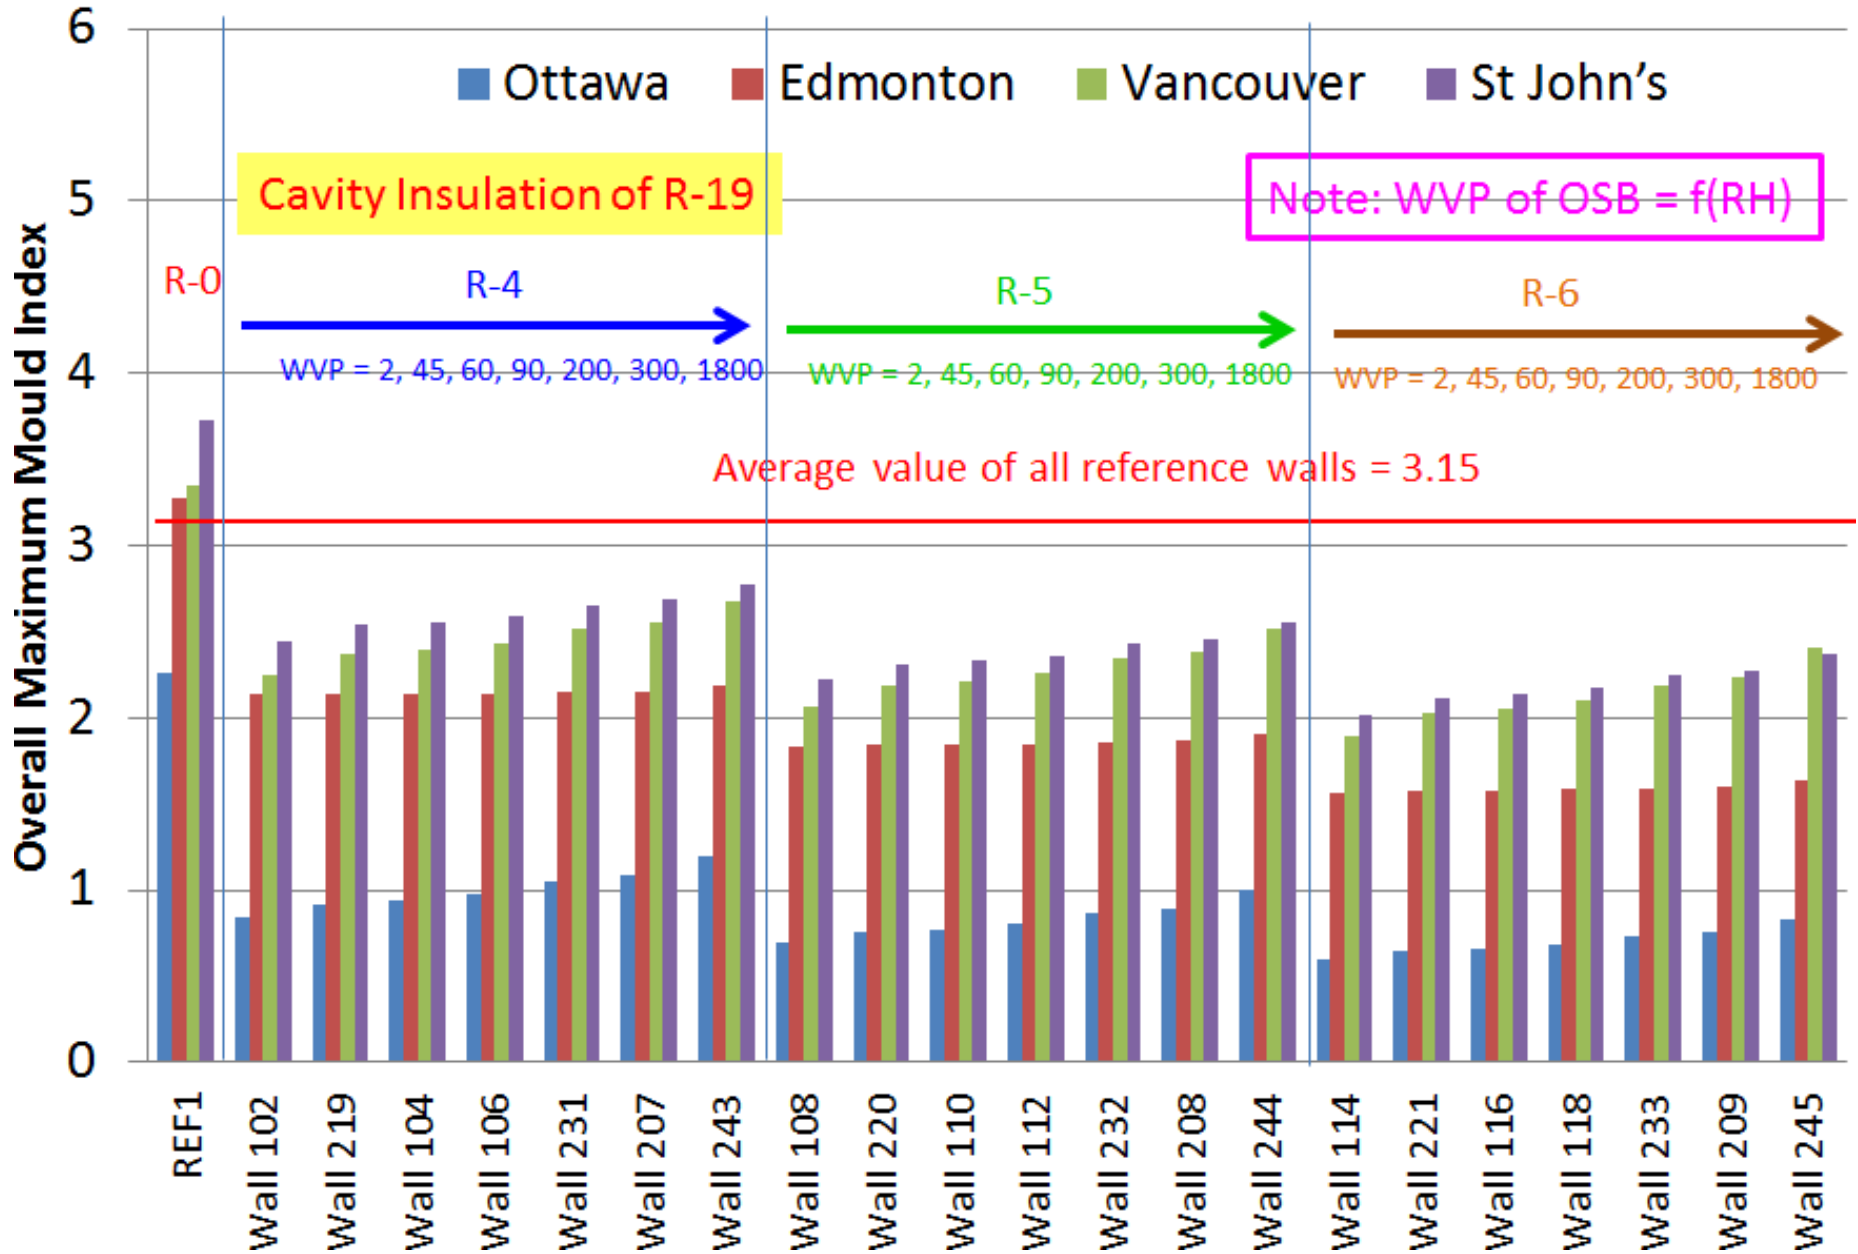 6
5
4
3
2
1
0
Overall Maximum Mould Index
Ottawa Edmonton Vancouver St John’s
Cavity Insulation of R-19
Note: WVP of OSB = f(RH)
R-0
R-4
R-5
R-6
WVP = 2, 45, 60, 90, 200, 300, 1800
WVP = 2, 45, 60, 90, 200, 300, 1800
WVP = 2, 45, 60, 90, 200, 300, 1800
Average value of all reference walls = 3.15
REF1
Wall 102
Wall 219
Wall 104
Wall 106
Wall 231
Wall 207
Wall 243
Wall 108
Wall 220
Wall 110
Wall 112
Wall 232
Wall 208
Wall 244
Wall 114
Wall 221
Wall 116
Wall 118
Wall 233
Wall 209
Wall 245